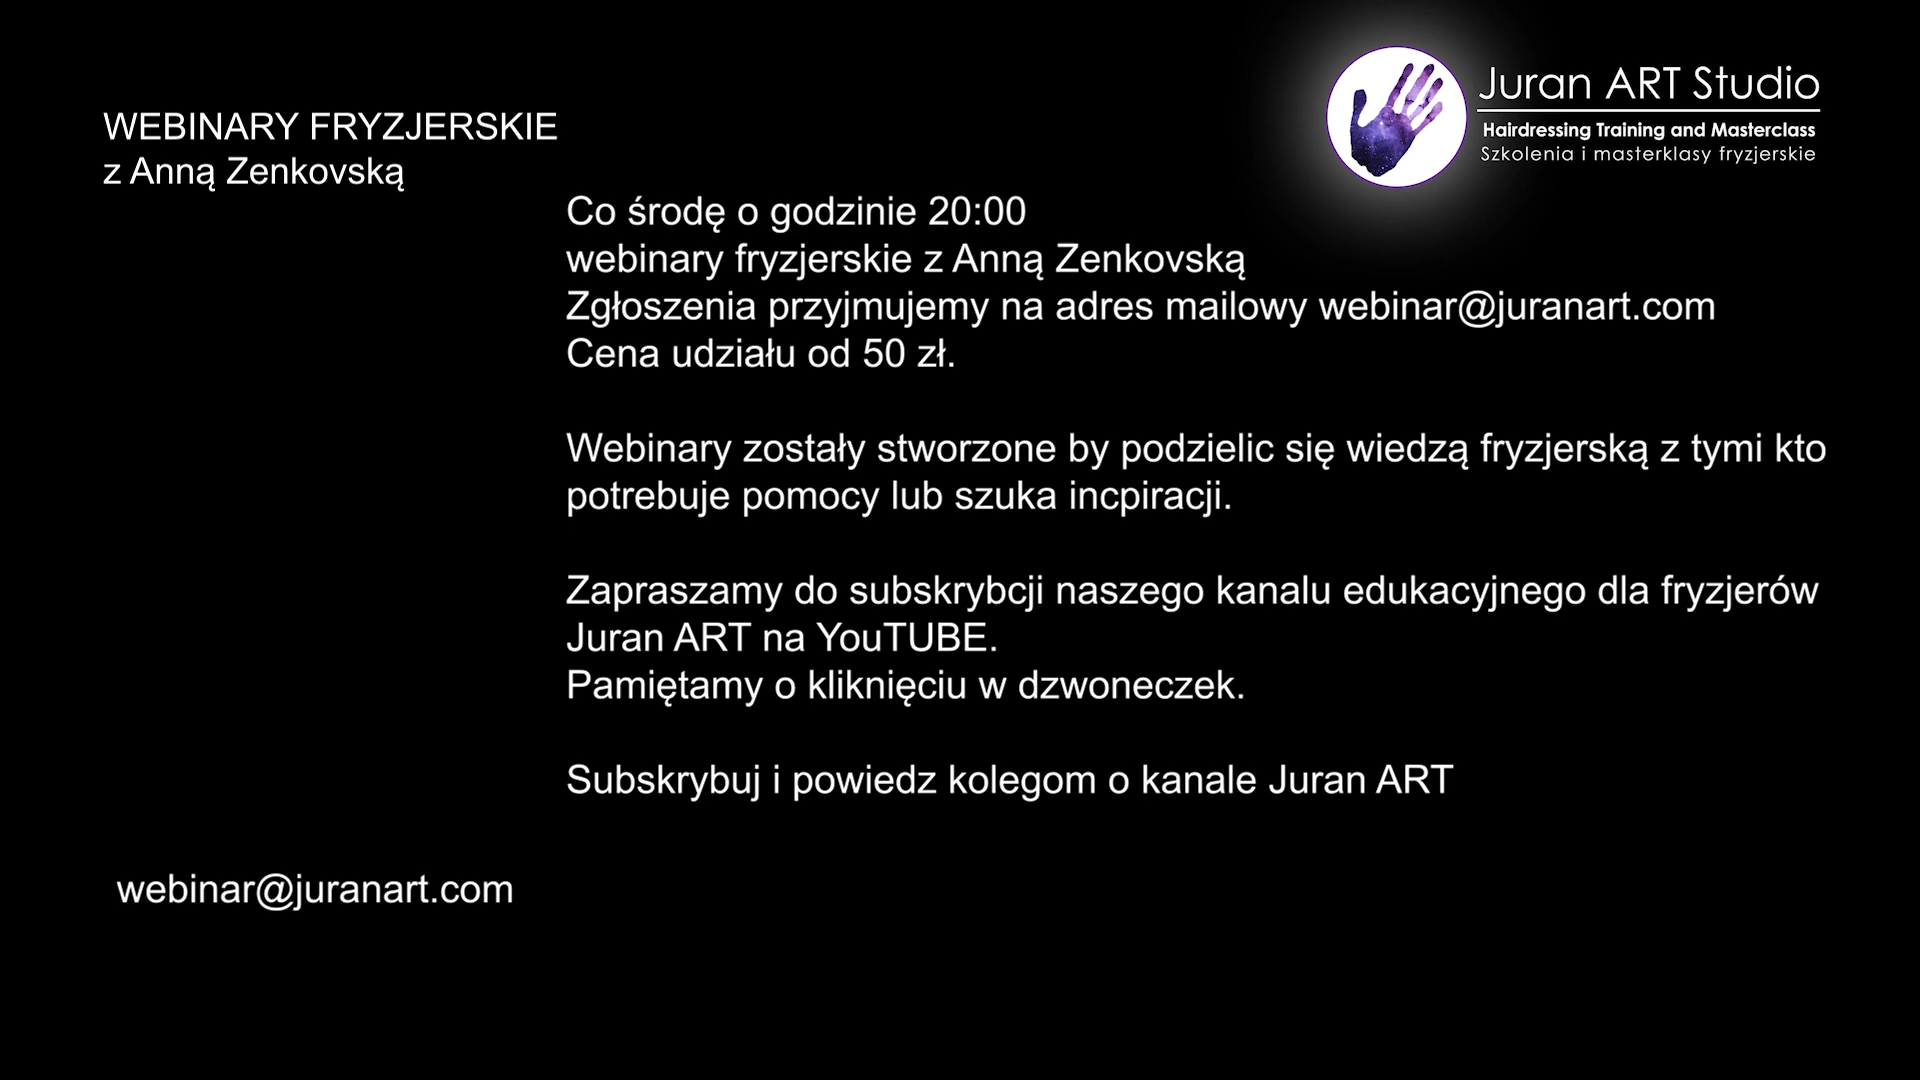 Juran ART Studio
Hairdressing Training and Masterclass
Szkolenia i masterklasy fryzjerskie
WEBINARY FRYZJERSKIE
z Anną Zenkovską
Co środę o godzinie 20:00
webinary fryzjerskie z Anną Zenkovską
Zgłoszenia przyjmujemy na adres mailowy webinar@juranart.com
Cena udziału od 50 zł.
Webinary zostały stworzone by podzielic się wiedzą fryzjerską z tymi kto
potrebuje pomocy lub szuka incpiracji.
Zapraszamy do subskrybcji naszego kanalu edukacyjnego dla fryzjerów
Juran ART na YouTUBE.
Pamiętamy o kliknięciu w dzwoneczek.
Subskrybuj i powiedz kolegom o kanale Juran ART
webinar@juranart.com